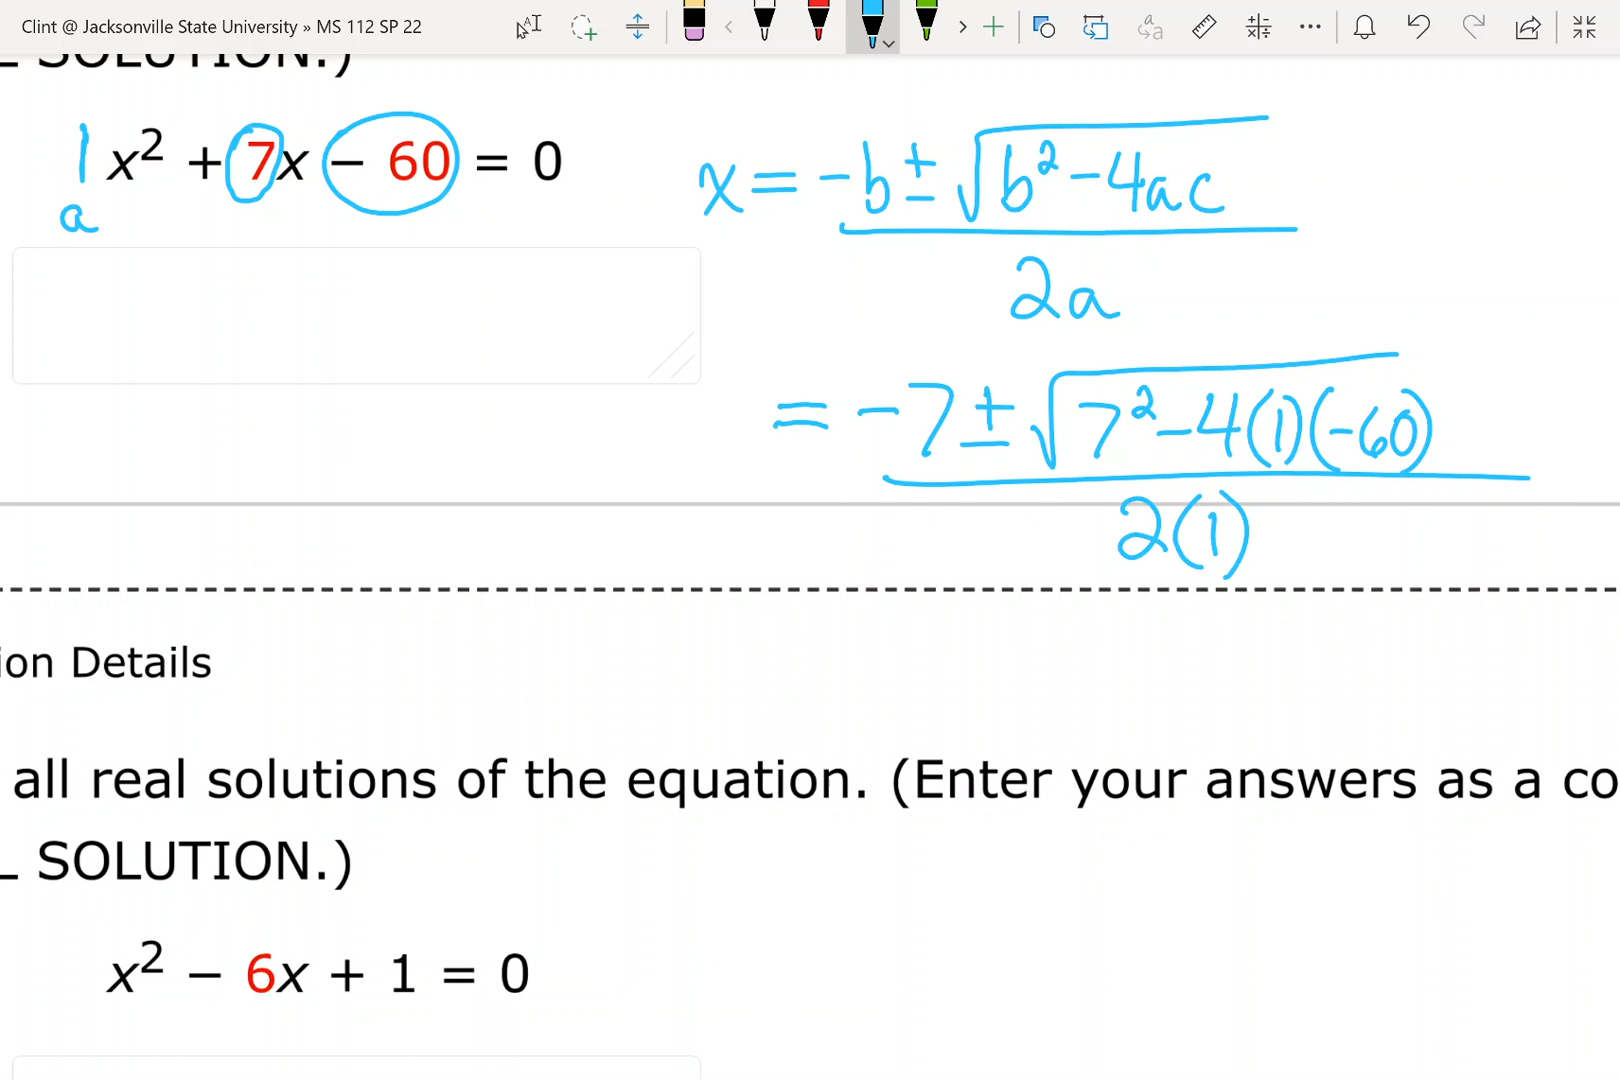 Clint @ Jacksonville State University » MS 112 SP 22
L SOLUTION.)
1x² + 7x − 60 = 0
a
x = -b ± √(b² - 4ac)
2a
= -7 ± √(7² - 4(1)(-60))
2(1)
ion Details
all real solutions of the equation. (Enter your answers as a co
L SOLUTION.)
x² − 6x + 1 = 0